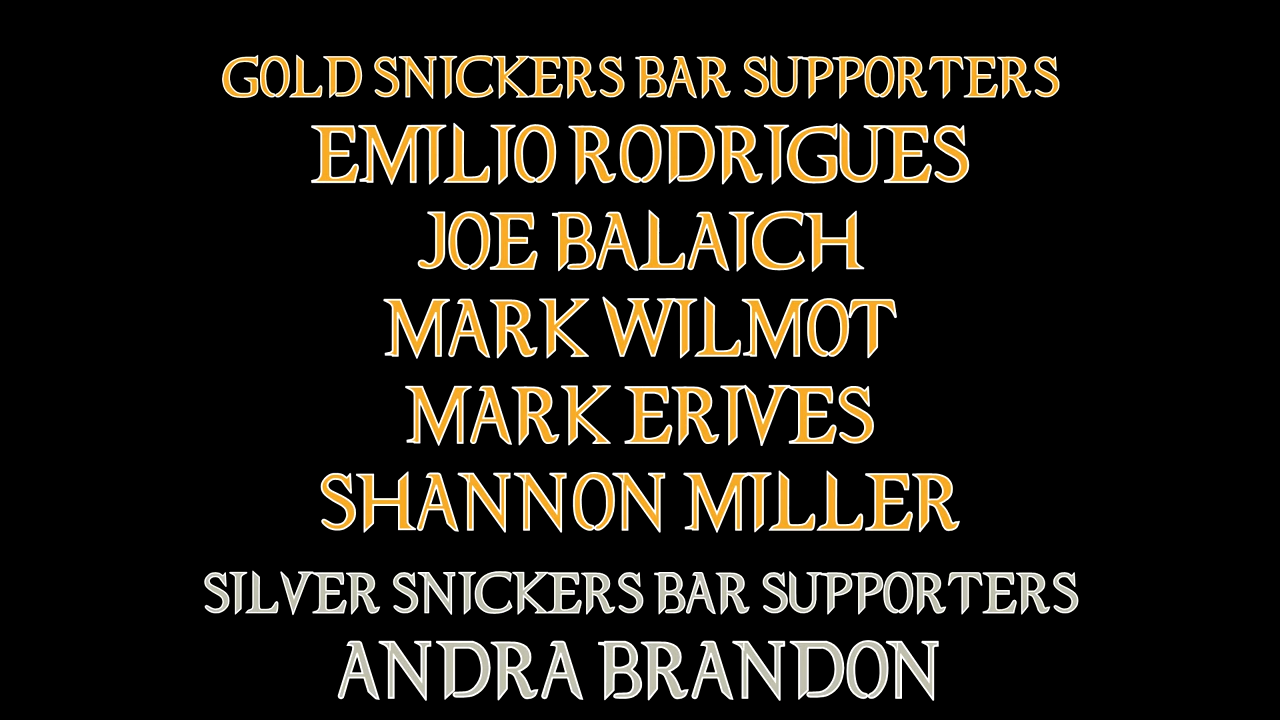 GOLD SNICKERS BAR SUPPORTERS
EMILIO RODRIGUES
JOE BALAICH
MARK WILMOT
MARK ERIVES
SHANNON MILLER
SILVER SNICKERS BAR SUPPORTERS
ANDRA BRANDON